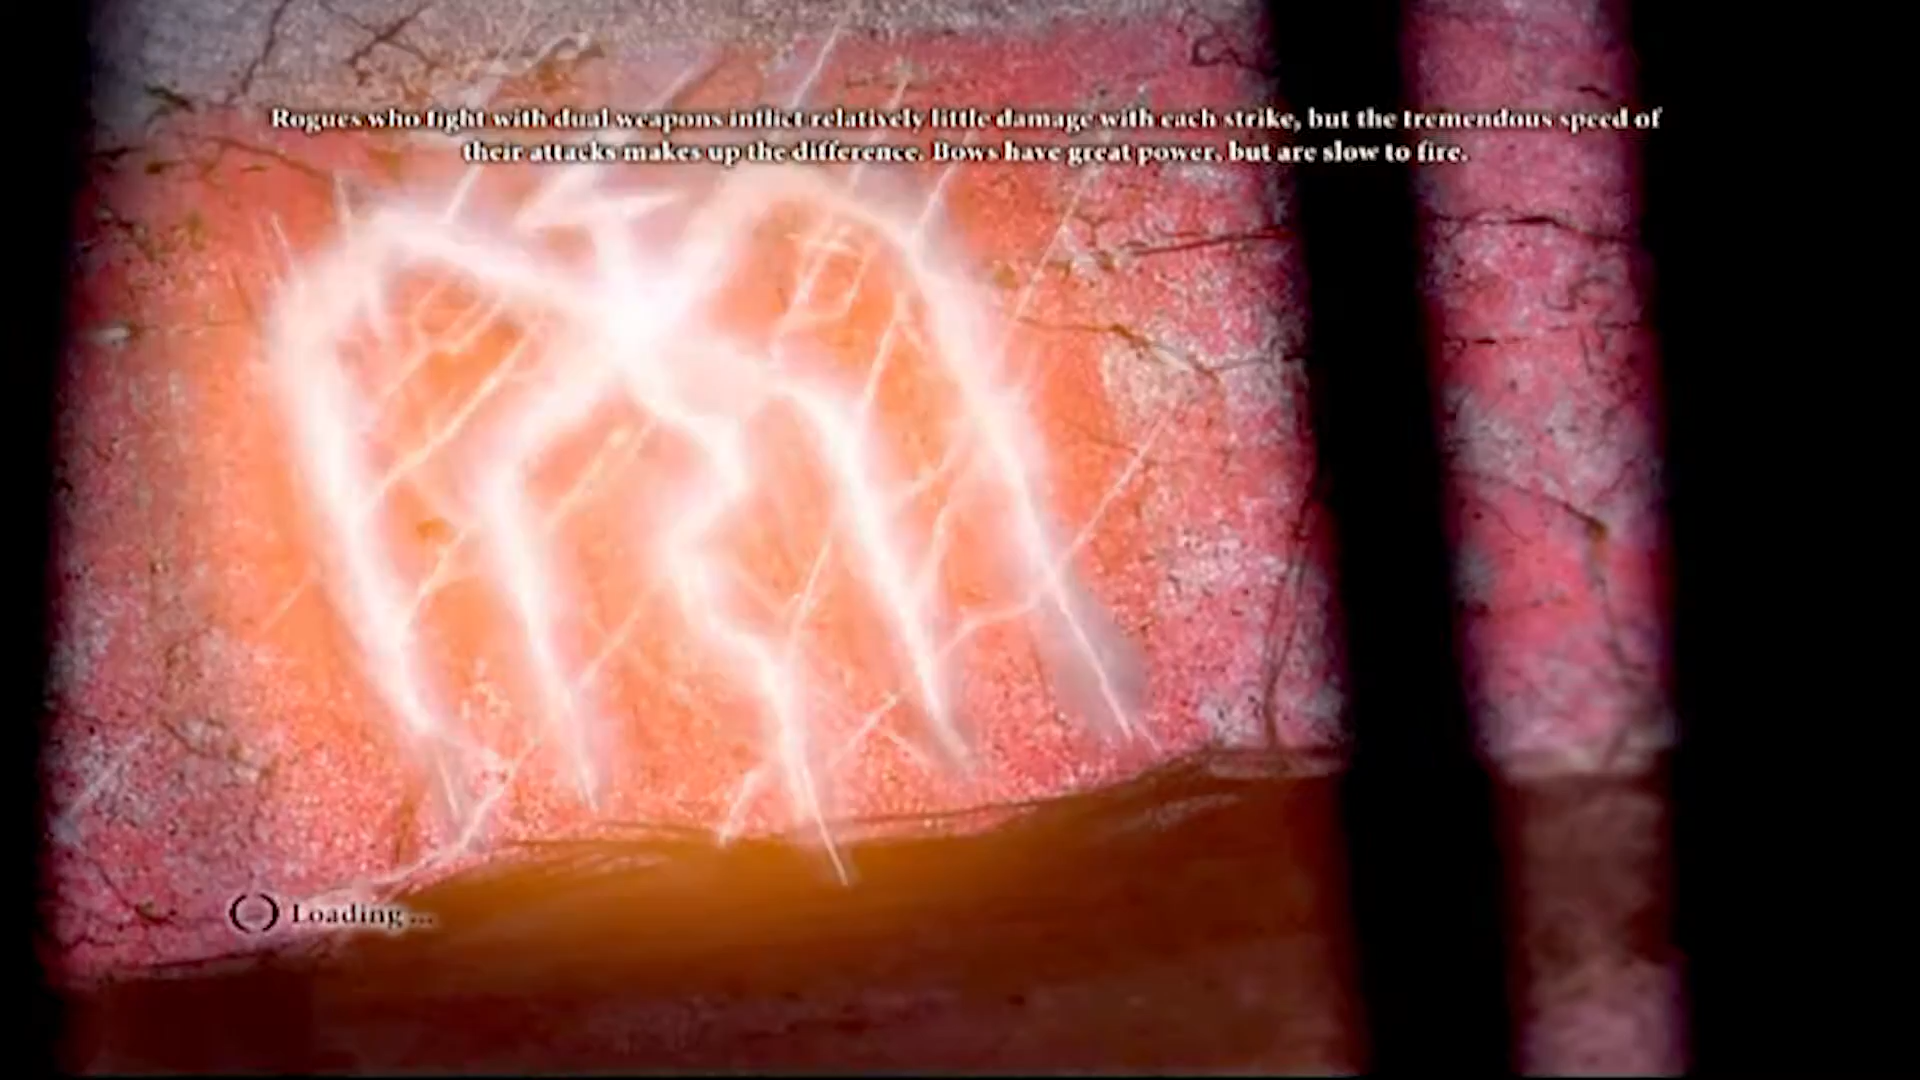 Rogues who fight with dual weapons inflict relatively little damage with each strike, but the tremendous speed of
their attacks makes up the difference. Bows have great power, but are slow to fire.
Loading ...